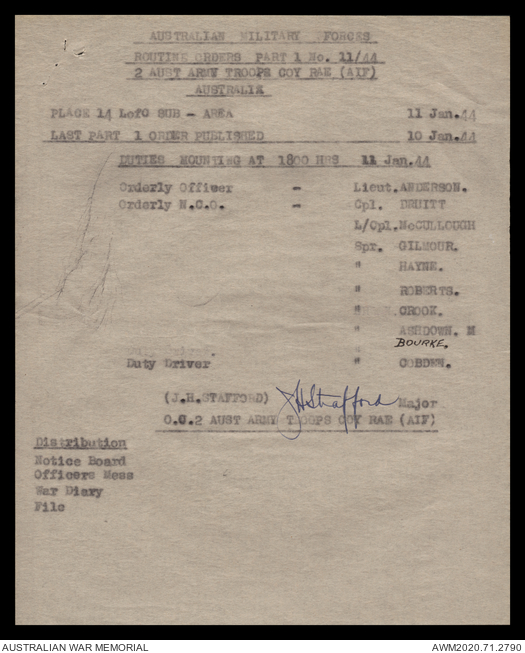 AUSTRALIAN MILITARY FORCES
ROUTINE ORDERS PART 1 No. 11/44
2 AUST ARMY TROOPS COY RAE (AIF)
AUSTRALIA
PLACE 14 LofC SUB - AREA 11 Jan.44
LAST PART 1 ORDER PUBLISHED 10 Jan.44
DUTIES MOUNTING AT 1800 HRS 11 Jan.44
Orderly Officer - Lieut.ANDERSON.
Orderly N.C.O. - Cpl. DRUITT
L/Cpl.McCULLOUGH
Spr. GILMOUR.
" HAYNE.
" ROBERTS.
" CROOK.
" ASHDOWN. M
" BOURKE.
Duty Driver " COBDEN.
(J.H.STAFFORD) JHStafford Major
O.C.2 AUST ARMY TROOPS COY RAE (AIF)
Distribution
Notice Board
Officers Mess
War Diary
File
AUSTRALIAN WAR MEMORIAL AWM2020.71.2790